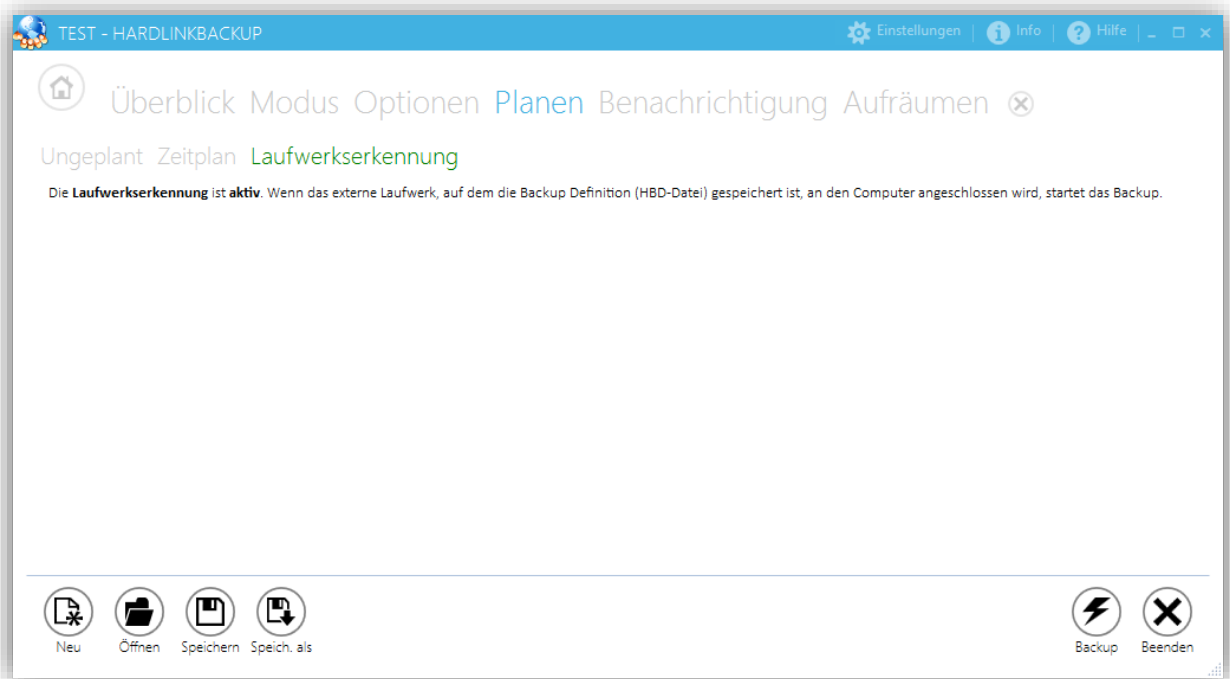 TEST - HARDLINKBACKUP Einstellungen | Info | Hilfe |
Überblick Modus Optionen Planen Benachrichtigung Aufräumen
Ungeplant Zeitplan Laufwerkserkennung
Die Laufwerkserkennung ist aktiv. Wenn das externe Laufwerk, auf dem die Backup Definition (HBD-Datei) gespeichert ist, an den Computer angeschlossen wird, startet das Backup.
Neu Öffnen Speichern Speich. als Backup Beenden